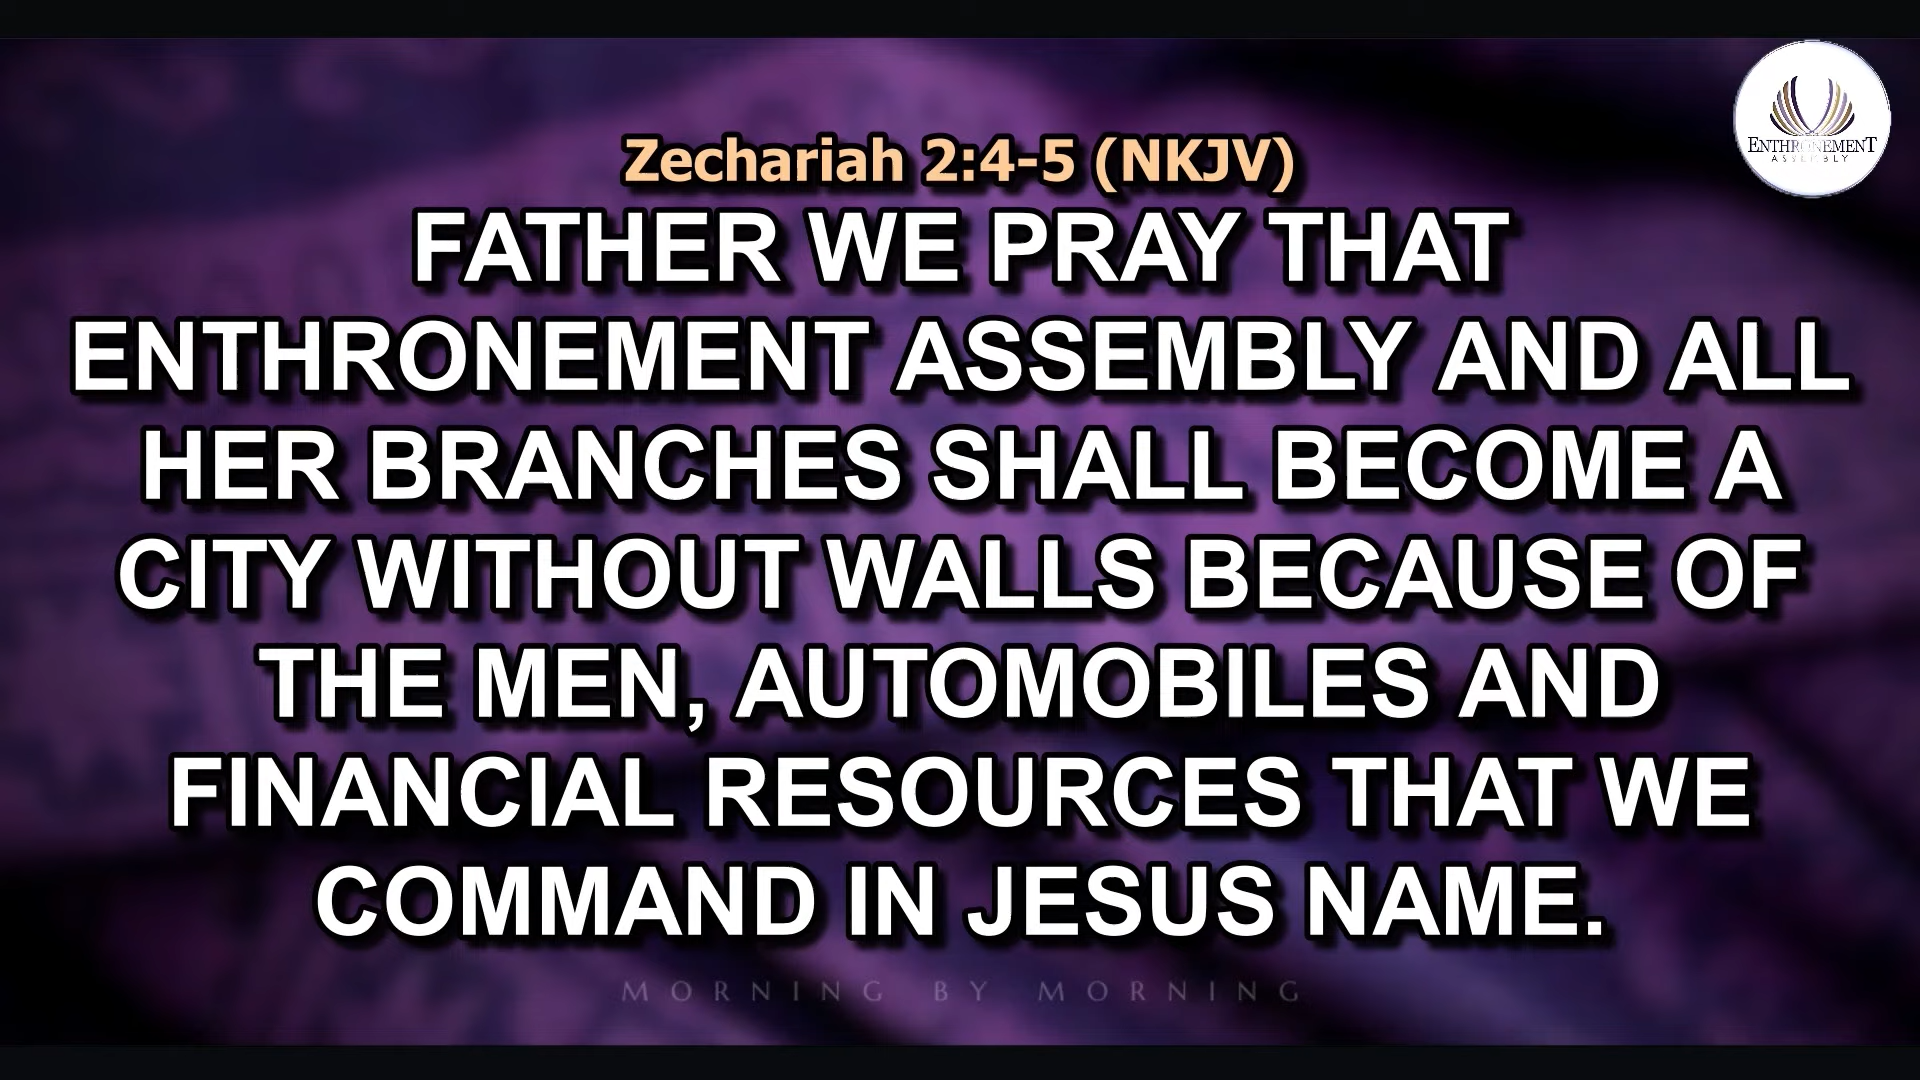 ENTHRONEMENT
ASSEMBLY
Zechariah 2:4-5 (NKJV)
FATHER WE PRAY THAT
ENTHRONEMENT ASSEMBLY AND ALL
HER BRANCHES SHALL BECOME A
CITY WITHOUT WALLS BECAUSE OF
THE MEN, AUTOMOBILES AND
FINANCIAL RESOURCES THAT WE
COMMAND IN JESUS NAME.
MORNING BY MORNING